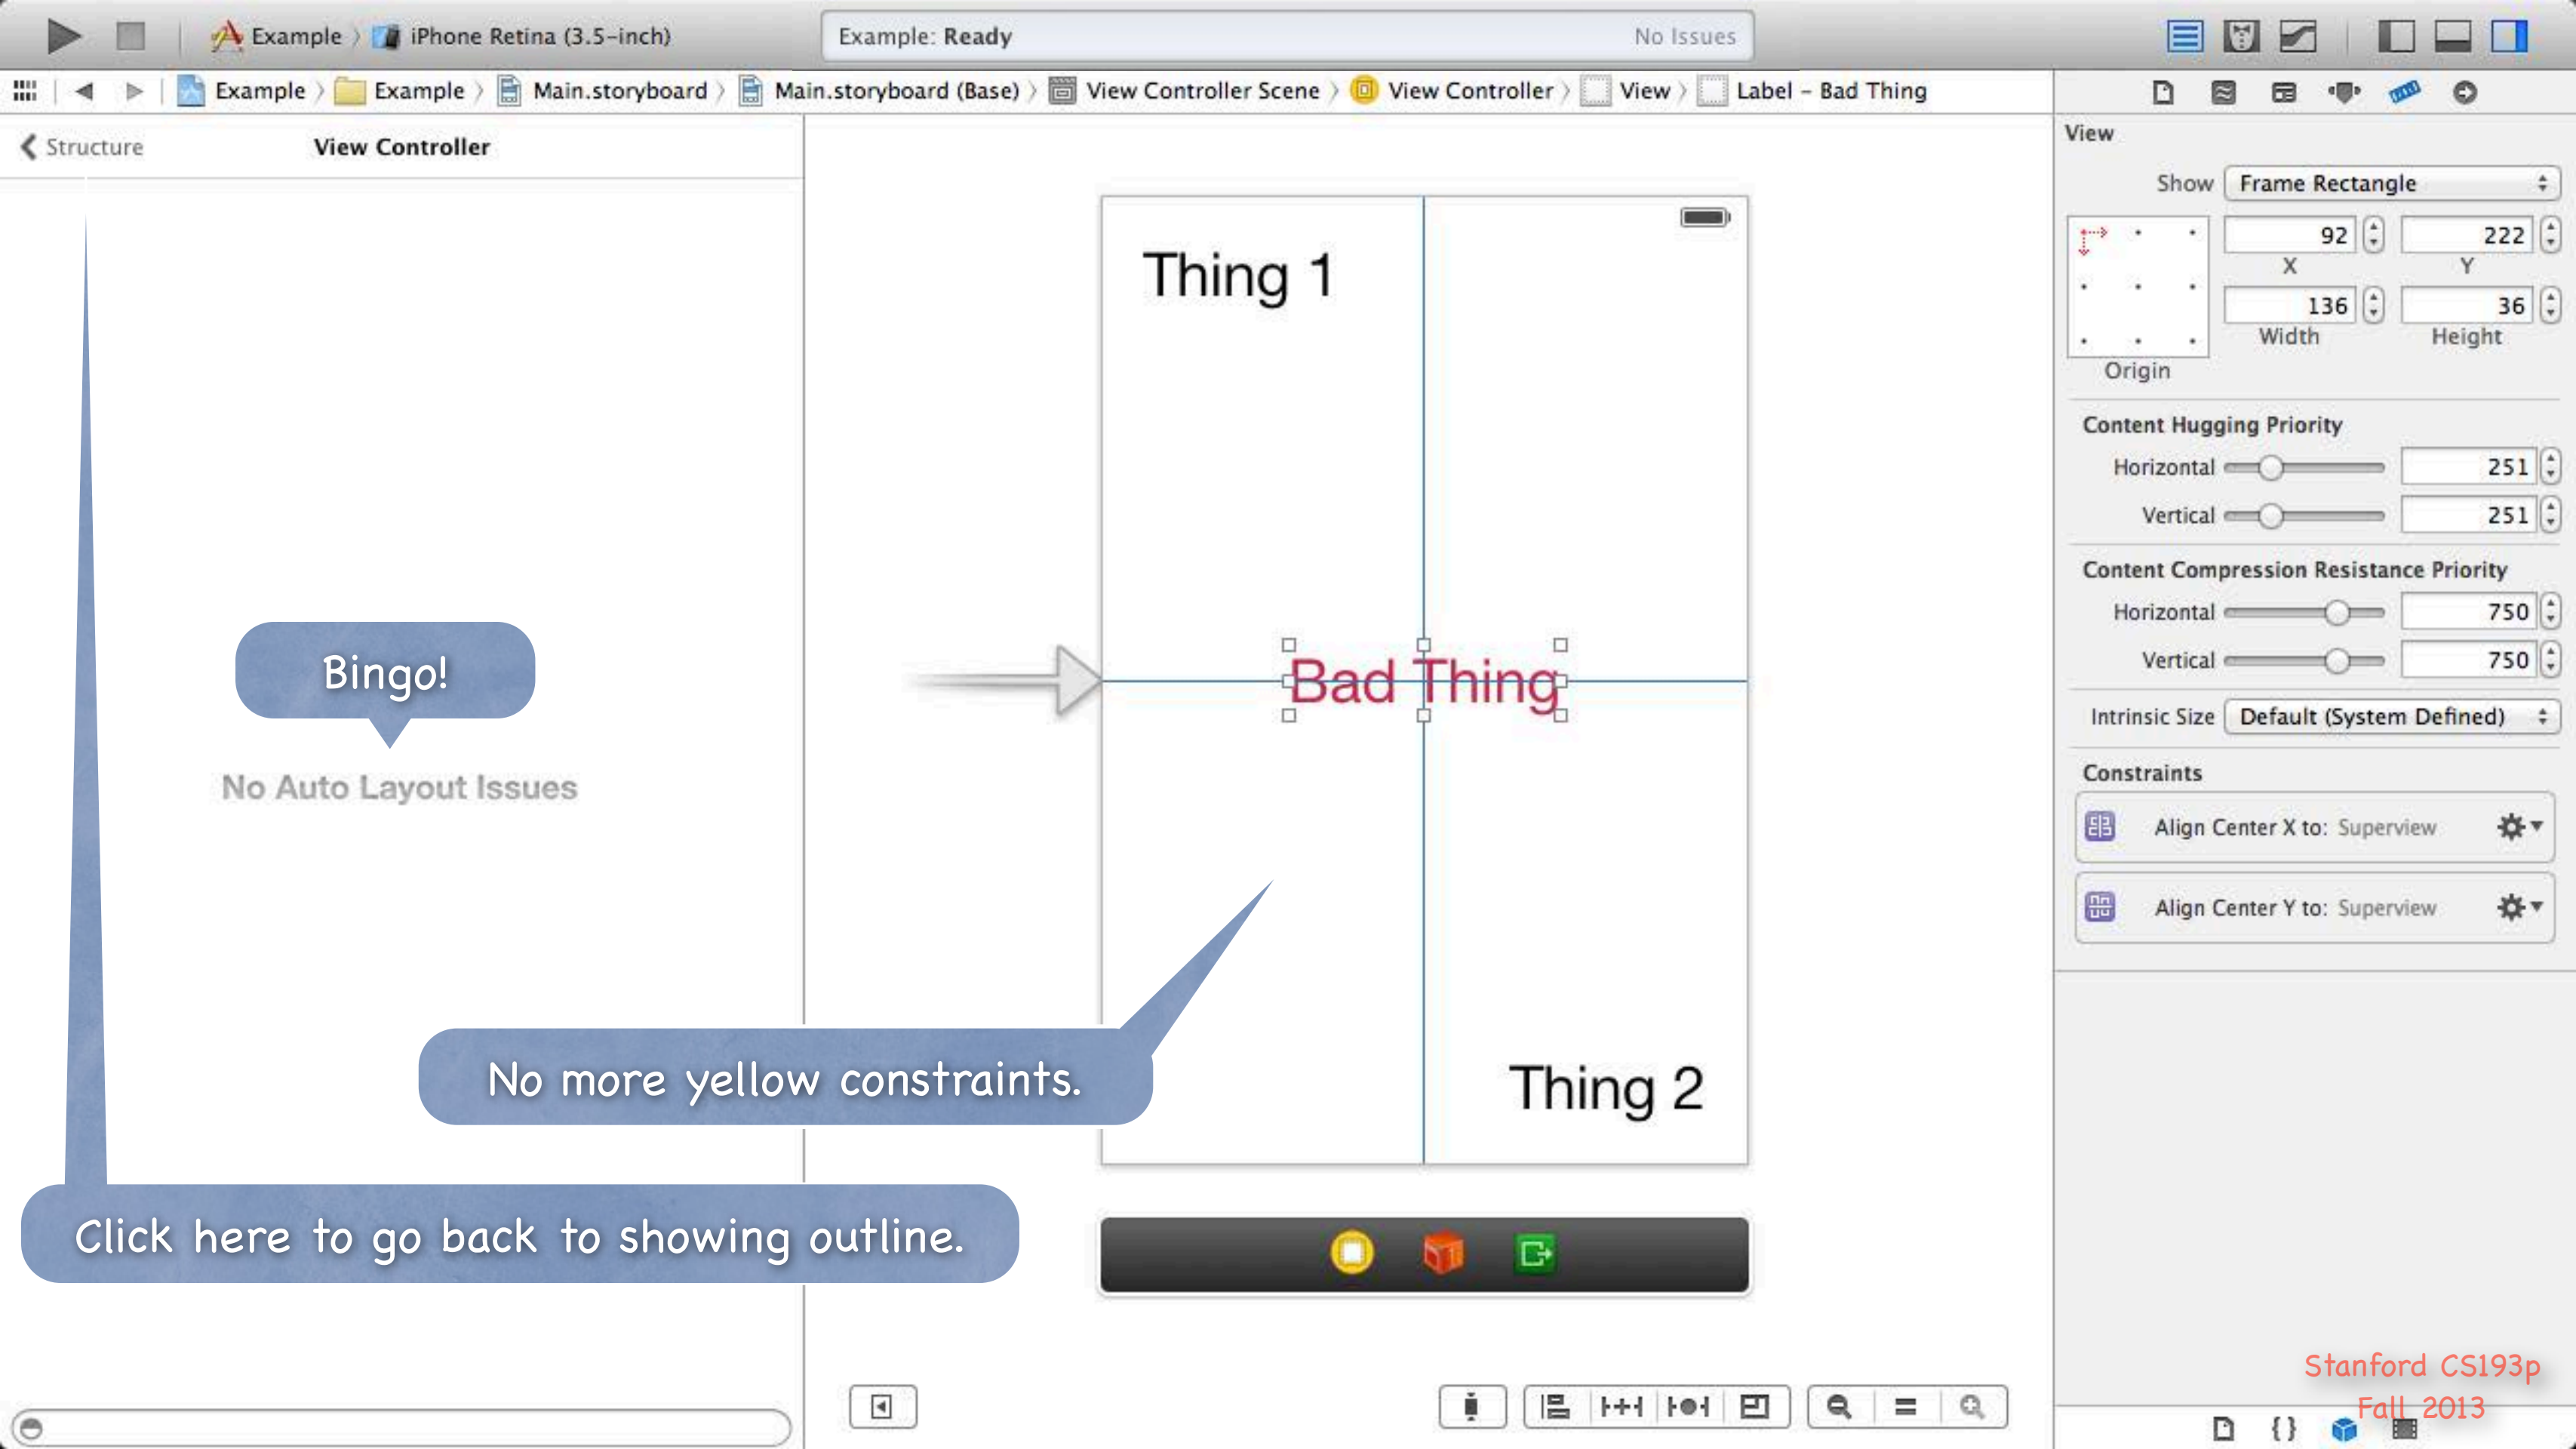 Example iPhone Retina (3.5-inch)
Example: Ready No Issues
Example Example Main.storyboard Main.storyboard (Base) View Controller Scene View Controller View Label – Bad Thing
Structure View Controller
Thing 1
Bad Thing
Thing 2
Bingo!
No Auto Layout Issues
No more yellow constraints.
Click here to go back to showing outline.
View
Show Frame Rectangle
92 222
X Y
136 36
Width Height
Origin
Content Hugging Priority
Horizontal 251
Vertical 251
Content Compression Resistance Priority
Horizontal 750
Vertical 750
Intrinsic Size Default (System Defined)
Constraints
Align Center X to: Superview
Align Center Y to: Superview
Stanford CS193p
Fall 2013
{}